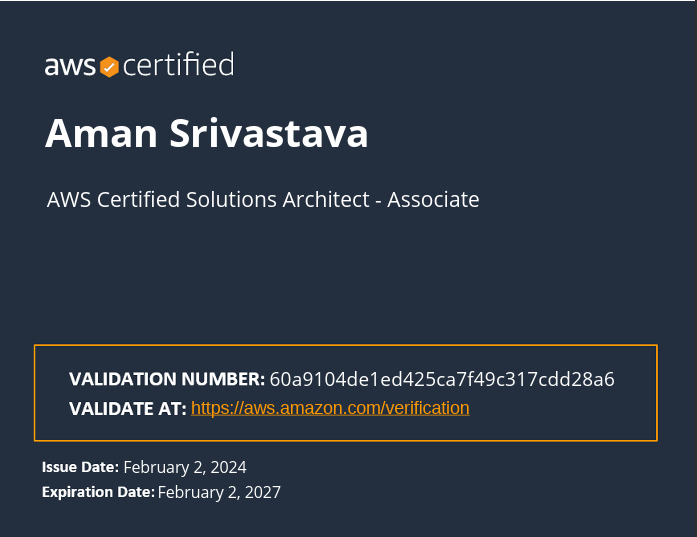 aws certified
Aman Srivastava
AWS Certified Solutions Architect - Associate
VALIDATION NUMBER: 60a9104de1ed425ca7f49c317cdd28a6
VALIDATE AT: https://aws.amazon.com/verification
Issue Date: February 2, 2024
Expiration Date: February 2, 2027